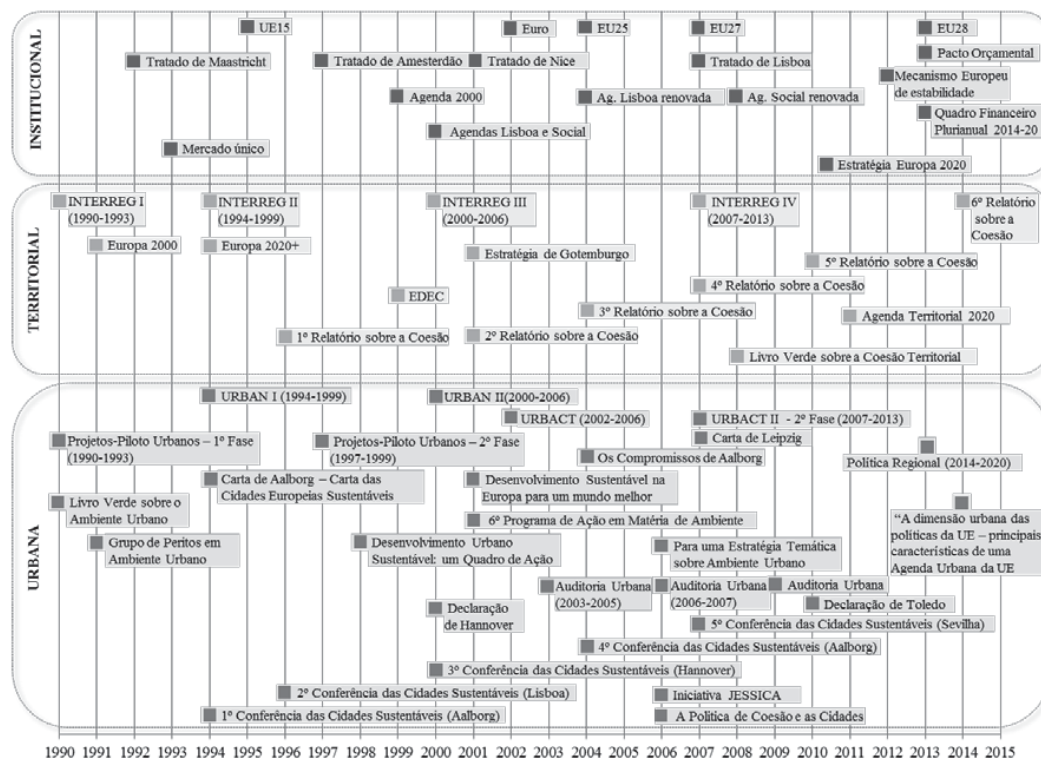 INSTITUCIONAL
UE15
Euro
EU25
EU27
EU28
Pacto Orçamental
Tratado de Maastricht
Tratado de Amesterdão
Tratado de Nice
Tratado de Lisboa
Mecanismo Europeu
de estabilidade
Agenda 2000
Ag. Lisboa renovada
Ag. Social renovada
Quadro Financeiro
Plurianual 2014-20
Agendas Lisboa e Social
Mercado único
Estratégia Europa 2020
TERRITORIAL
INTERREG I
(1990-1993)
INTERREG II
(1994-1999)
INTERREG III
(2000-2006)
INTERREG IV
(2007-2013)
6º Relatório
sobre a
Coesão
Europa 2000
Europa 2020+
Estratégia de Gotemburgo
5º Relatório sobre a Coesão
4º Relatório sobre a Coesão
EDEC
3º Relatório sobre a Coesão
Agenda Territorial 2020
1º Relatório sobre a Coesão
2º Relatório sobre a Coesão
Livro Verde sobre a Coesão Territorial
URBANA
URBAN I (1994-1999)
URBAN II(2000-2006)
URBACT (2002-2006)
URBACT II - 2º Fase (2007-2013)
Projetos-Piloto Urbanos – 1º Fase
(1990-1993)
Projetos-Piloto Urbanos – 2º Fase
(1997-1999)
Carta de Leipzig
Os Compromissos de Aalborg
Política Regional (2014-2020)
Carta de Aalborg – Carta das
Cidades Europeias Sustentáveis
Desenvolvimento Sustentável na
Europa para um mundo melhor
Livro Verde sobre o
Ambiente Urbano
6º Programa de Ação em Matéria de Ambiente
“A dimensão urbana das
políticas da UE – principais
características de uma
Agenda Urbana da UE
Grupo de Peritos em
Ambiente Urbano
Desenvolvimento Urbano
Sustentável: um Quadro de Ação
Para uma Estratégia Temática
sobre Ambiente Urbano
Auditoria Urbana
(2003-2005)
Auditoria Urbana
(2006-2007)
Auditoria Urbana
Declaração
de Hannover
Declaração de Toledo
5º Conferência das Cidades Sustentáveis (Sevilha)
4º Conferência das Cidades Sustentáveis (Aalborg)
3º Conferência das Cidades Sustentáveis (Hannover)
2º Conferência das Cidades Sustentáveis (Lisboa)
Iniciativa JESSICA
1º Conferência das Cidades Sustentáveis (Aalborg)
A Política de Coesão e as Cidades
1990 1991 1992 1993 1994 1995 1996 1997 1998 1999 2000 2001 2002 2003 2004 2005 2006 2007 2008 2009 2010 2011 2012 2013 2014 2015